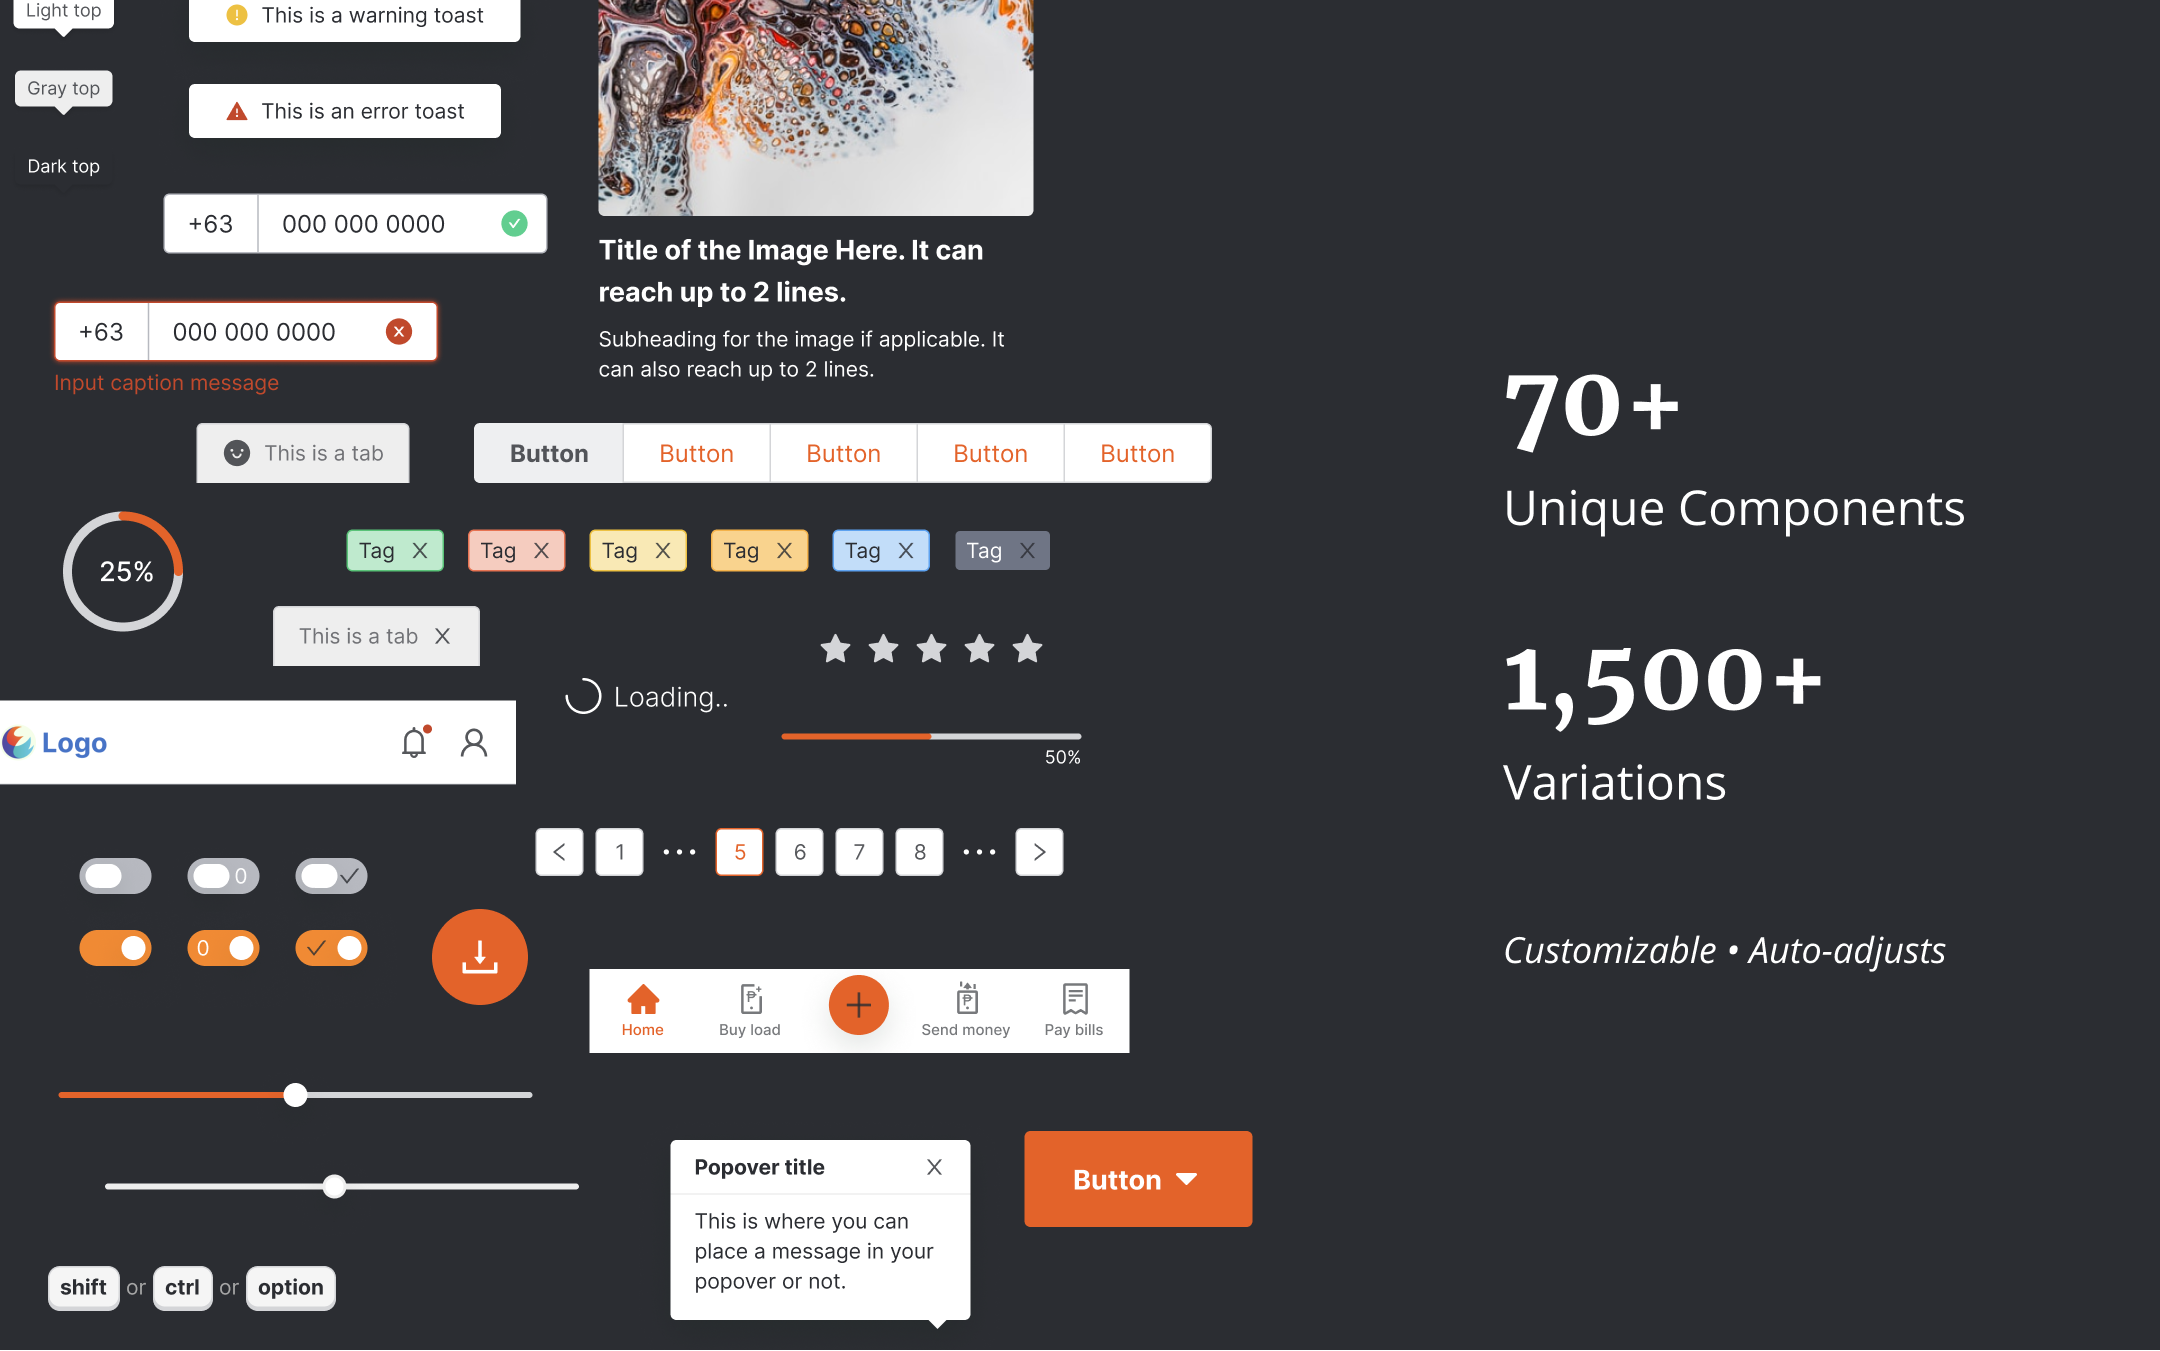 Light top
This is a warning toast
Gray top
This is an error toast
Dark top
+63 000 000 0000
Title of the Image Here. It can
reach up to 2 lines.
+63 000 000 0000
Subheading for the image if applicable. It
can also reach up to 2 lines.
Input caption message
This is a tab
Button Button Button Button Button
25%
Tag Tag Tag Tag Tag Tag
This is a tab
Loading..
Logo
50%
1 ... 5 6 7 8 ...
0
0
Home Buy load Send money Pay bills
Popover title
This is where you can
place a message in your
popover or not.
Button
shift or ctrl or option
70+
Unique Components
1,500+
Variations
Customizable • Auto-adjusts